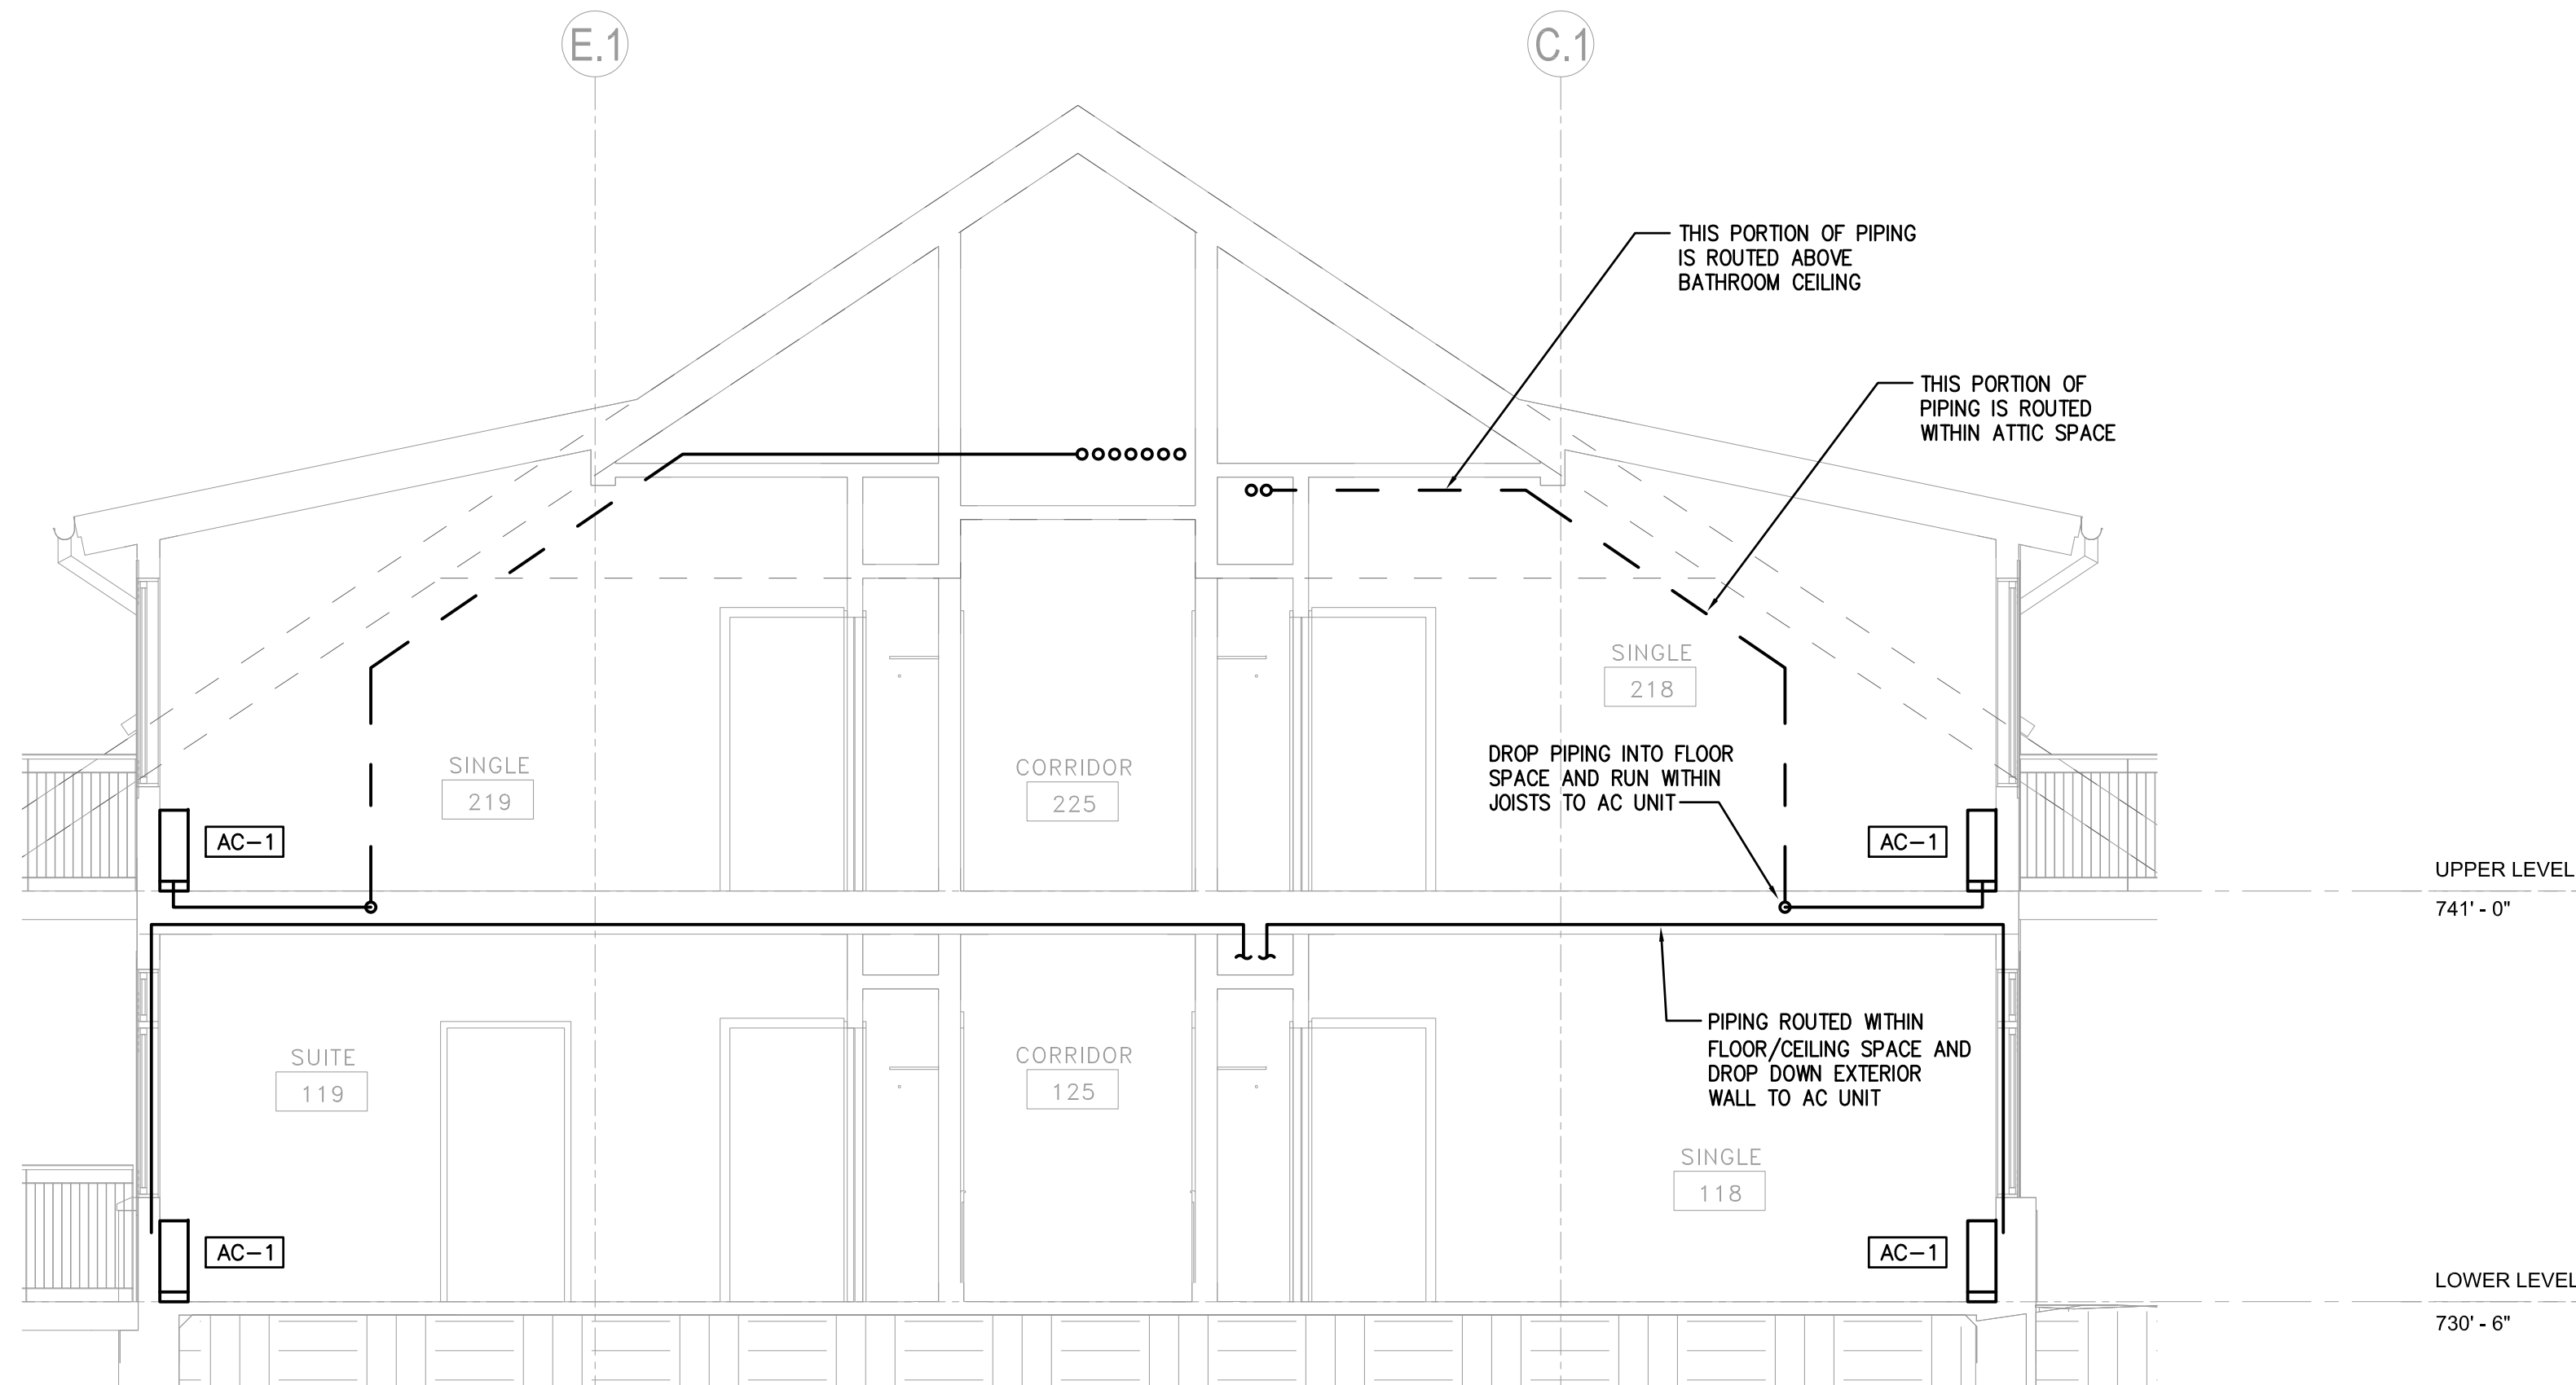 E.1
C.1
THIS PORTION OF PIPING
IS ROUTED ABOVE
BATHROOM CEILING
THIS PORTION OF
PIPING IS ROUTED
WITHIN ATTIC SPACE
SINGLE
218
DROP PIPING INTO FLOOR
SPACE AND RUN WITHIN
JOISTS TO AC UNIT
SINGLE
219
CORRIDOR
225
AC-1
AC-1
UPPER LEVEL
741' - 0"
PIPING ROUTED WITHIN
FLOOR/CEILING SPACE AND
DROP DOWN EXTERIOR
WALL TO AC UNIT
SUITE
119
CORRIDOR
125
SINGLE
118
AC-1
AC-1
LOWER LEVEL
730' - 6"